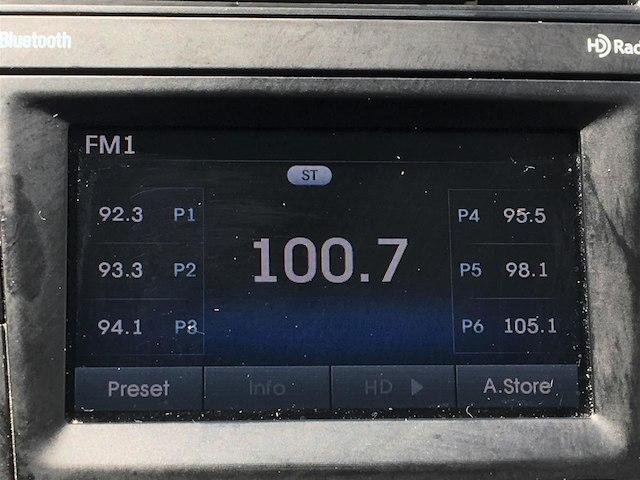 Bluetooth
HD Rad
FM1
ST
92.3 P1
93.3 P2
94.1 P3
100.7
P4 95.5
P5 98.1
P6 105.1
Preset Info HD A.Store